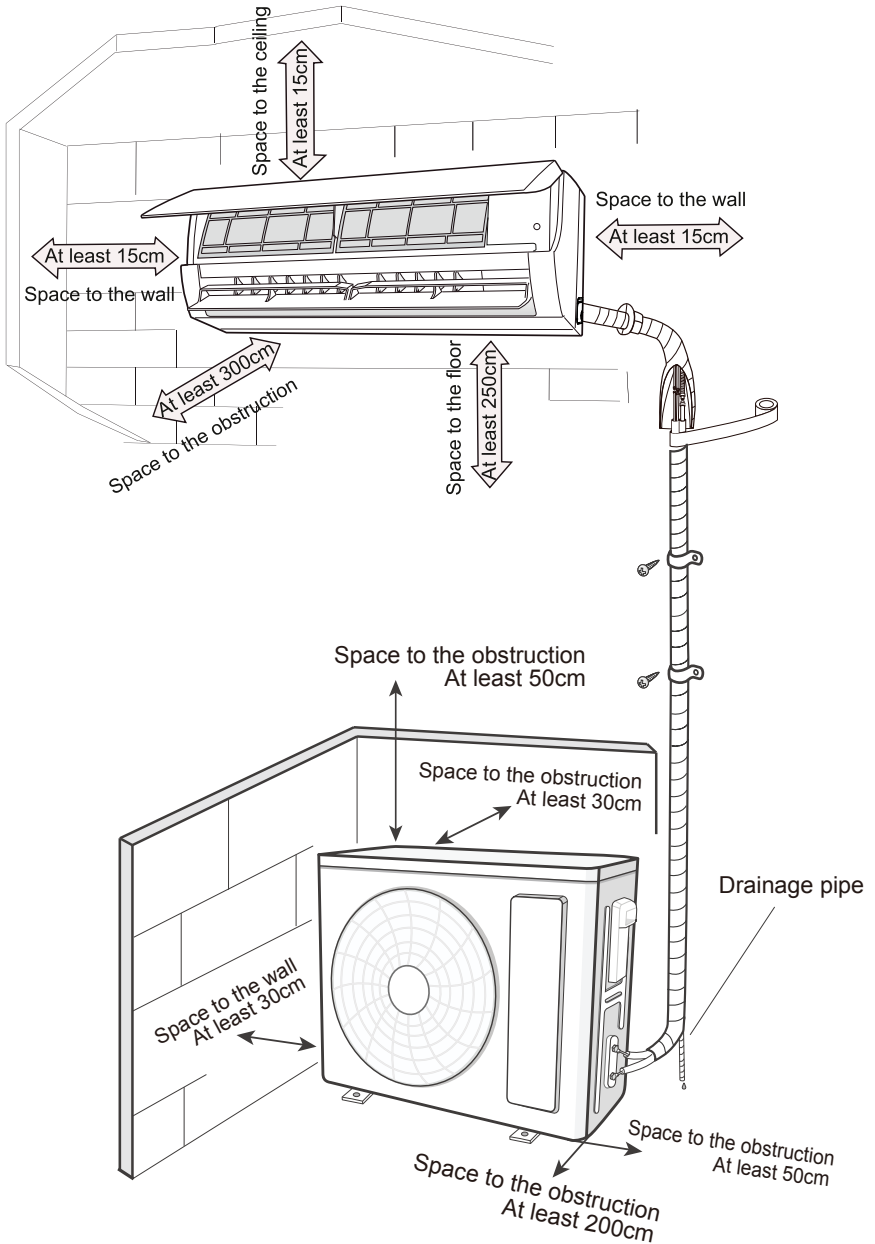 Space to the ceiling
At least 15cm
Space to the wall
At least 15cm
At least 15cm
Space to the wall
At least 300cm
Space to the obstruction
Space to the floor
At least 250cm
Space to the obstruction
At least 50cm
Space to the obstruction
At least 30cm
Drainage pipe
Space to the wall
At least 30cm
Space to the obstruction
At least 50cm
Space to the obstruction
At least 200cm